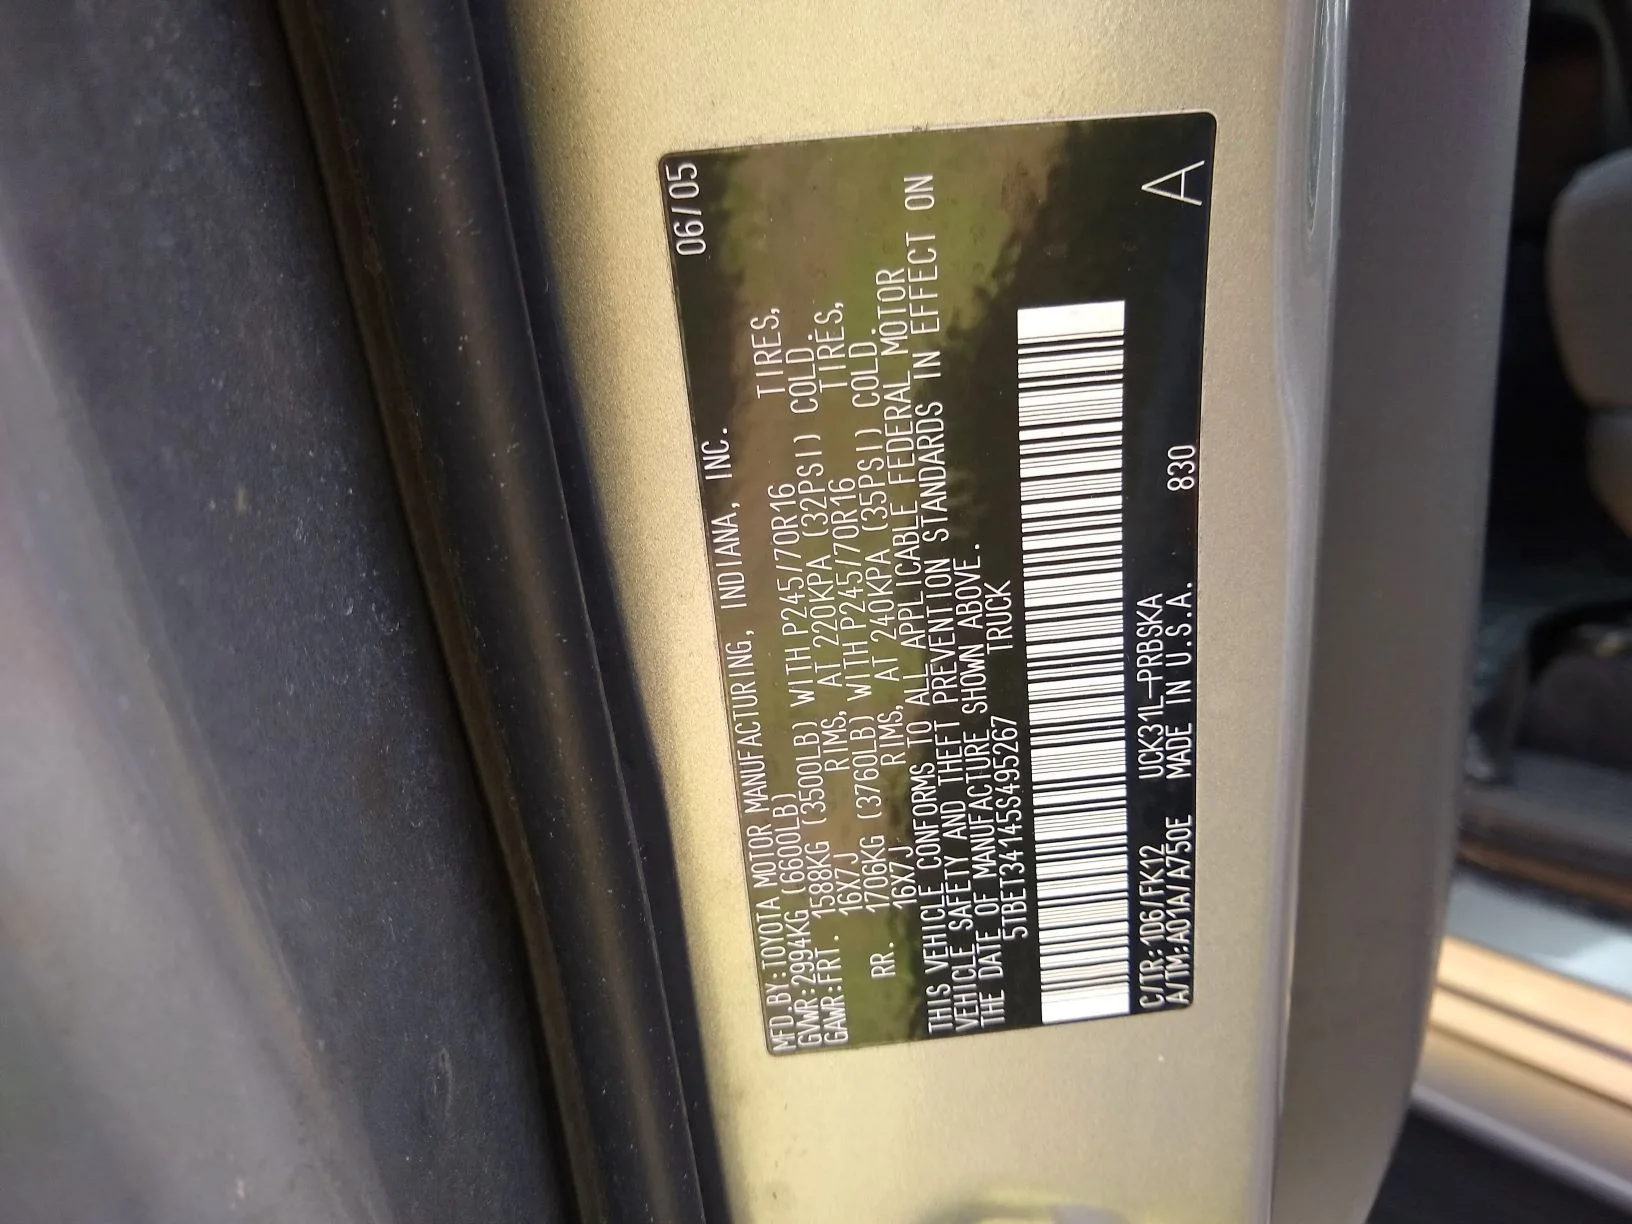 06/05
MFD.BY:TOYOTA MOTOR MANUFACTURING, INDIANA, INC.
GVWR:2994KG (6600LB)
GAWR:FRT. 1588KG (3500LB) WITH P245/70R16 TIRES,
16X7J RIMS, AT 220KPA (32PSI) COLD.
RR. 1706KG (3760LB) WITH P245/70R16 TIRES,
16X7J RIMS, AT 240KPA (35PSI) COLD.
THIS VEHICLE CONFORMS TO ALL APPLICABLE FEDERAL MOTOR
VEHICLE SAFETY AND THEFT PREVENTION STANDARDS IN EFFECT ON
THE DATE OF MANUFACTURE SHOWN ABOVE.
5TBET34145S495267 TRUCK
C/TR:1D6/FK12 UCK31L-PRBSKA
A/TM:A01A/A750E MADE IN U.S.A. 830 A